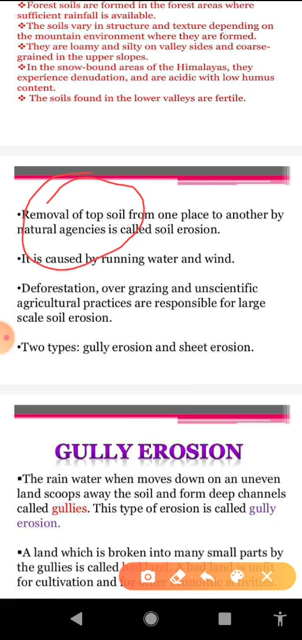 ❖Forest soils are formed in the forest areas where
sufficient rainfall is available.
❖The soils vary in structure and texture depending on
the mountain environment where they are formed.
❖They are loamy and silty on valley sides and coarse-
grained in the upper slopes.
❖In the snow-bound areas of the Himalayas, they
experience denudation, and are acidic with low humus
content.
❖ The soils found in the lower valleys are fertile.
•Removal of top soil from one place to another by
natural agencies is called soil erosion.
•It is caused by running water and wind.
•Deforestation, over grazing and unscientific
agricultural practices are responsible for large
scale soil erosion.
•Two types: gully erosion and sheet erosion.
GULLY EROSION
▪The rain water when moves down on an uneven
land scoops away the soil and form deep channels
called gullies. This type of erosion is called gully
erosion.
▪A land which is broken into many small parts by
the gullies is called
for cultivation and